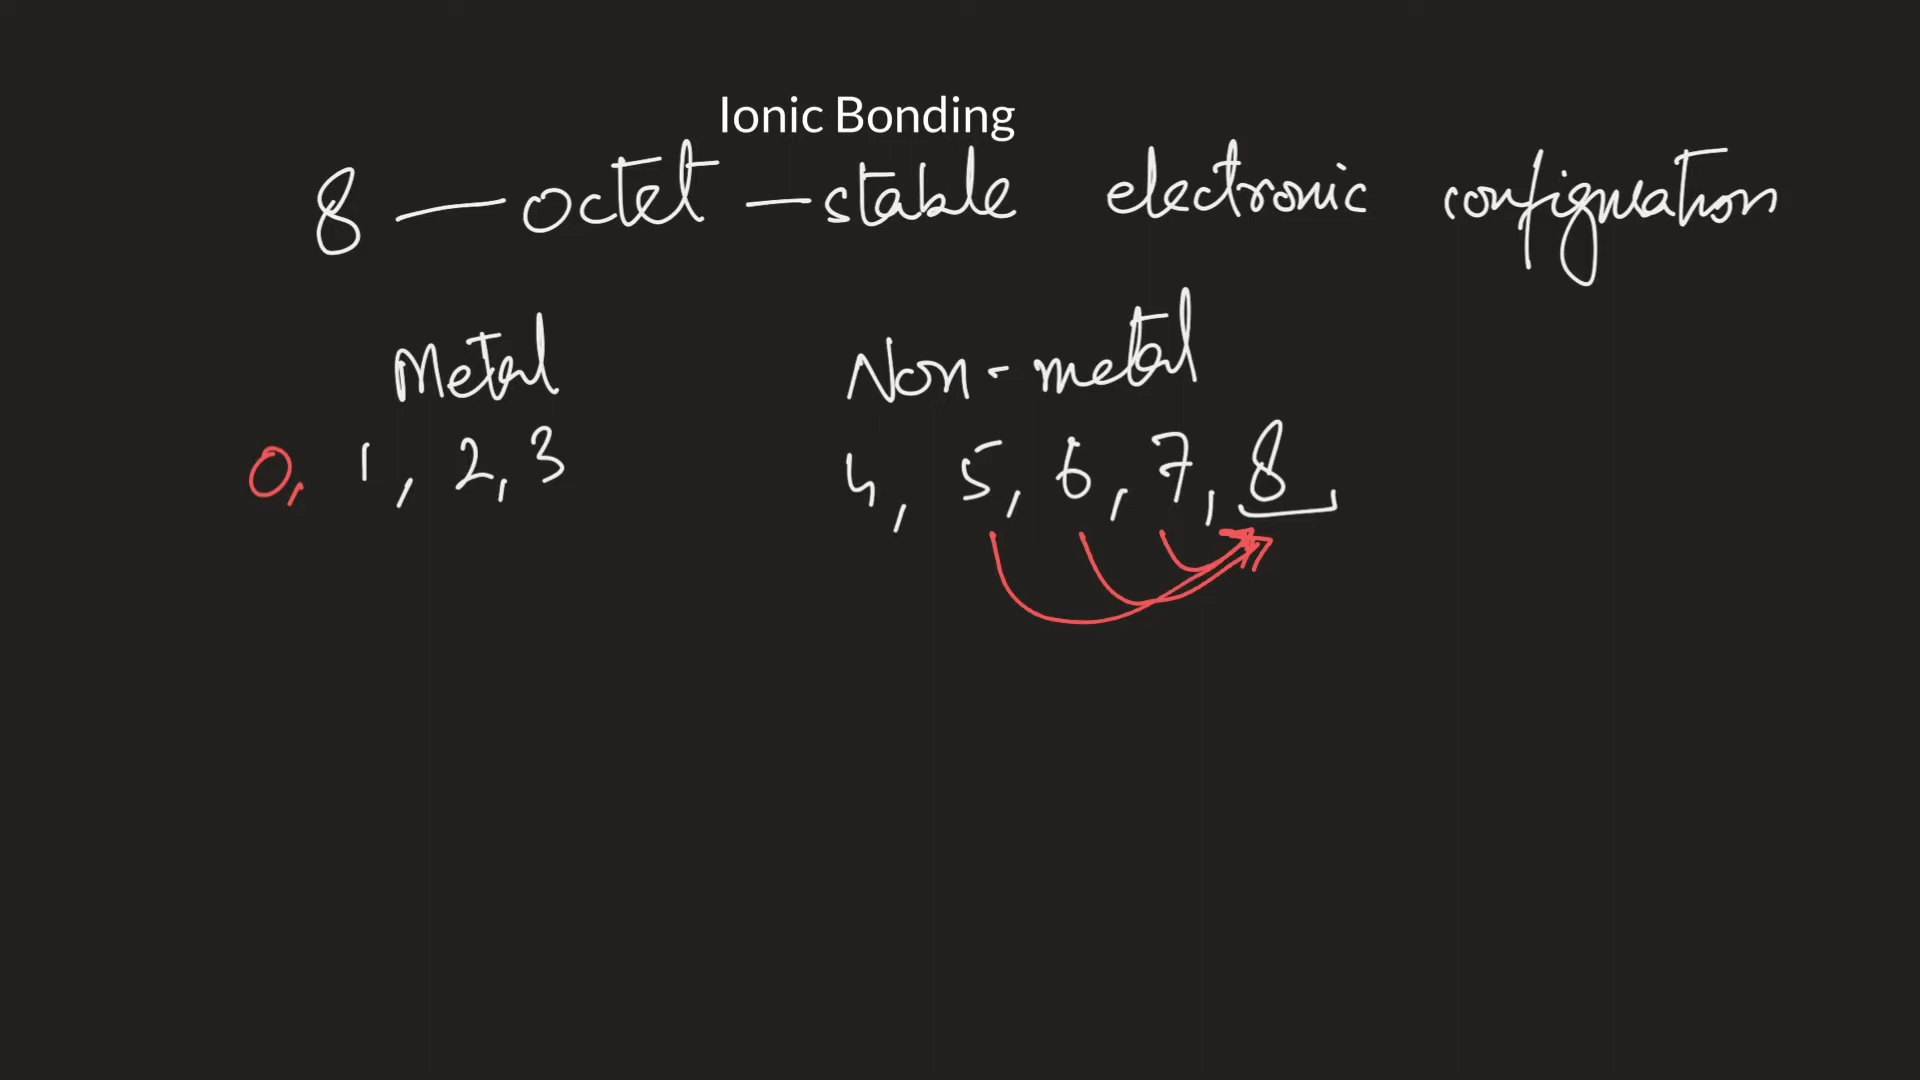 Ionic Bonding
8 — octet — stable electronic configuration
Metal Non-metal
0, 1, 2, 3 4, 5, 6, 7, 8